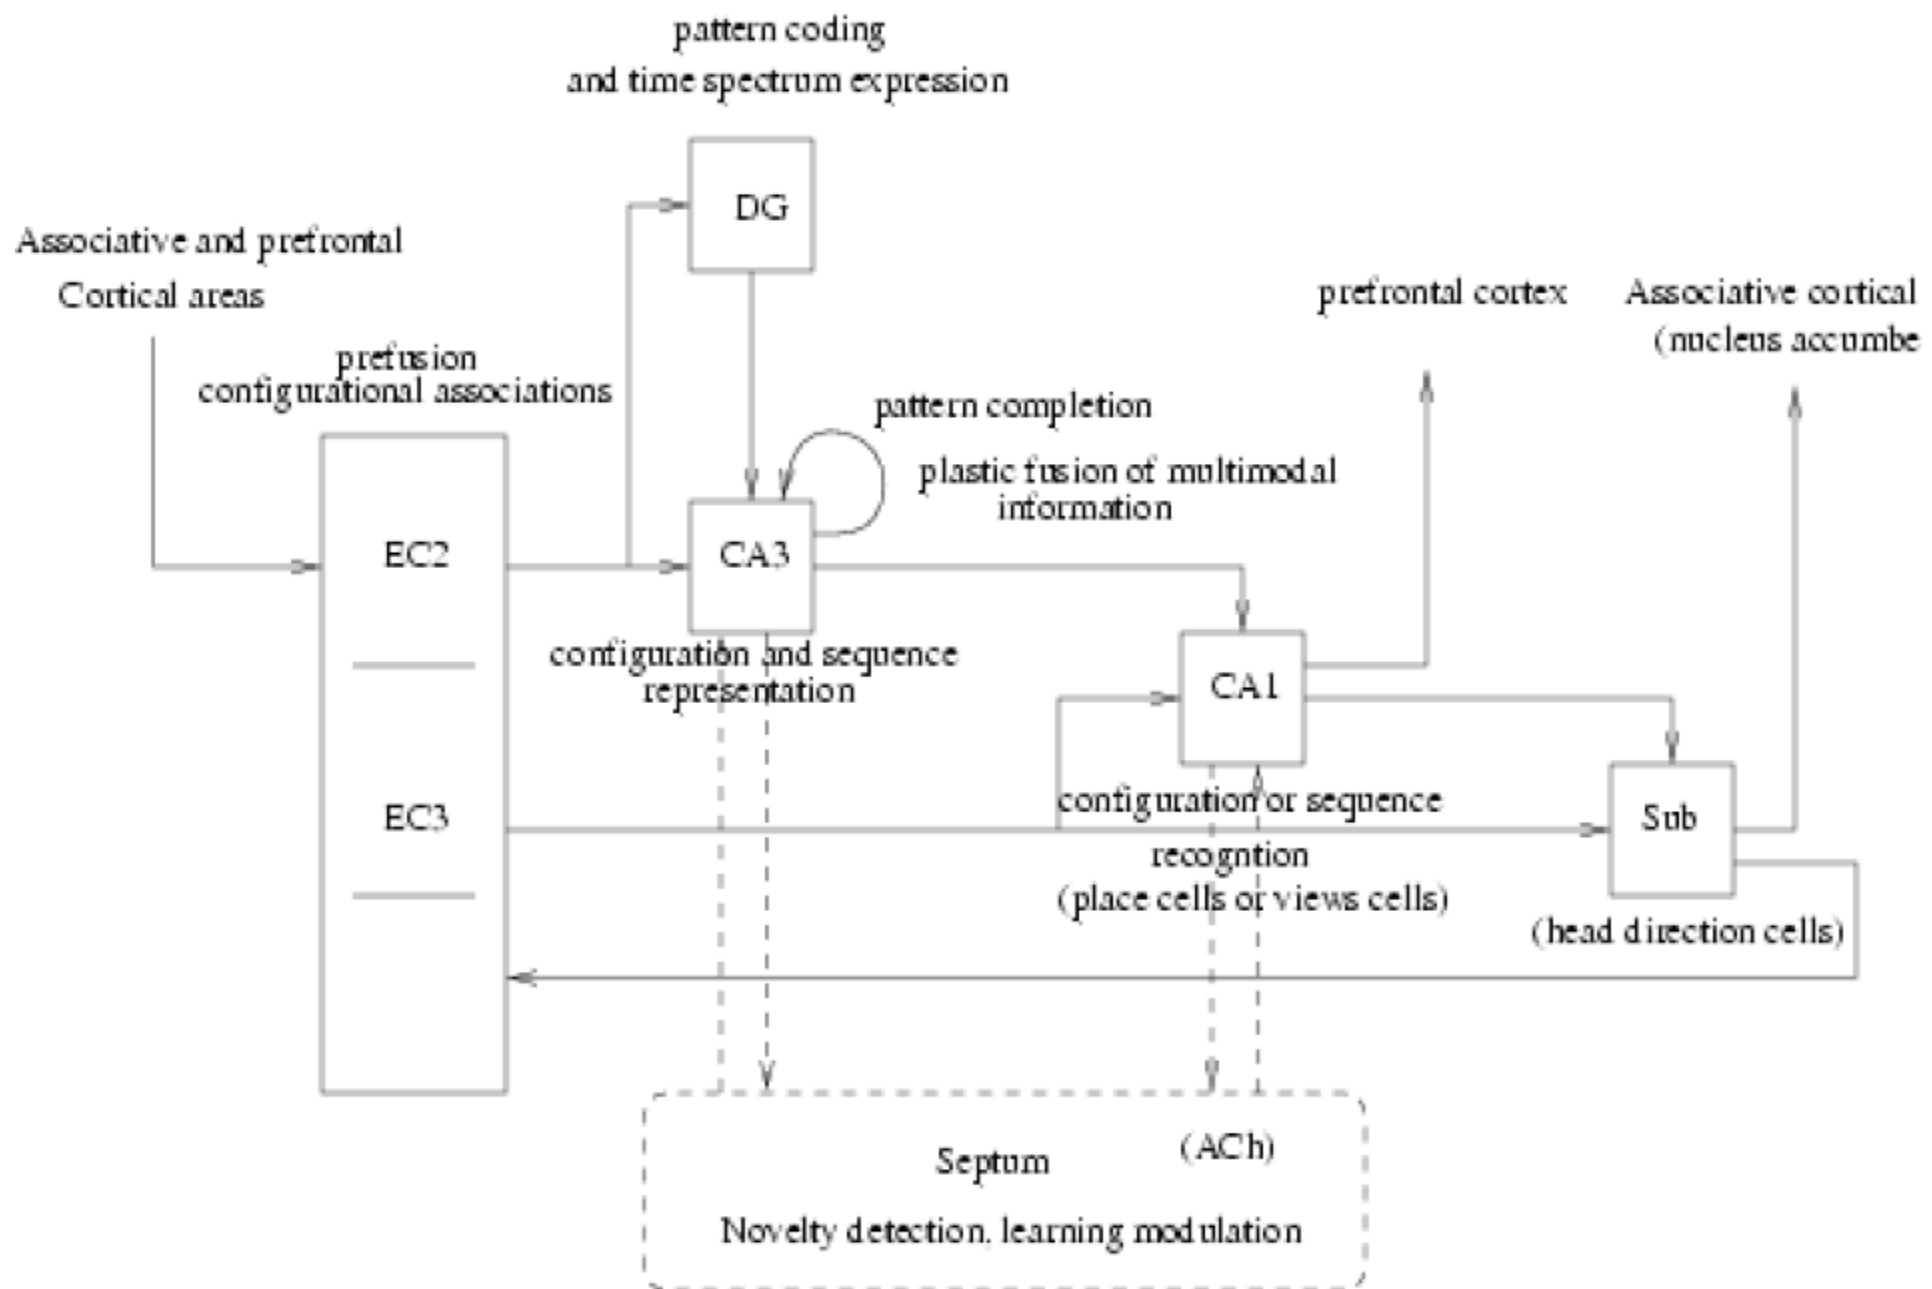 pattern coding
and time spectrum expression
DG
Associative and prefrontal
Cortical areas
prefrontal cortex
Associative cortical
(nucleus accumbe
prefusion
configurational associations
pattern completion
plastic fusion of multimodal
information
EC2
CA3
configuration and sequence
representation
CA1
EC3
configuration or sequence
Sub
recogntion
(place cells or views cells)
(head direction cells)
(ACh)
Septum
Novelty detection, learning modulation